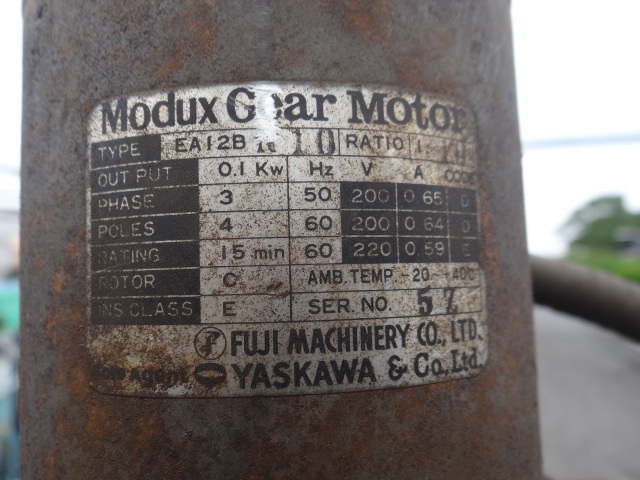 Modux Gear Motor
TYPE EA12B 10 RATIO 1
OUT PUT 0.1 Kw Hz V A CODE
PHASE 3 50 200 0.65 D
POLES 4 60 200 0.64 D
RATING 15 min 60 220 0.59 E
ROTOR C AMB. TEMP. -20~+40C
INS CLASS E SER. NO. 5Z
FUJI MACHINERY CO., LTD.
Agent YASKAWA & Co. Ltd.